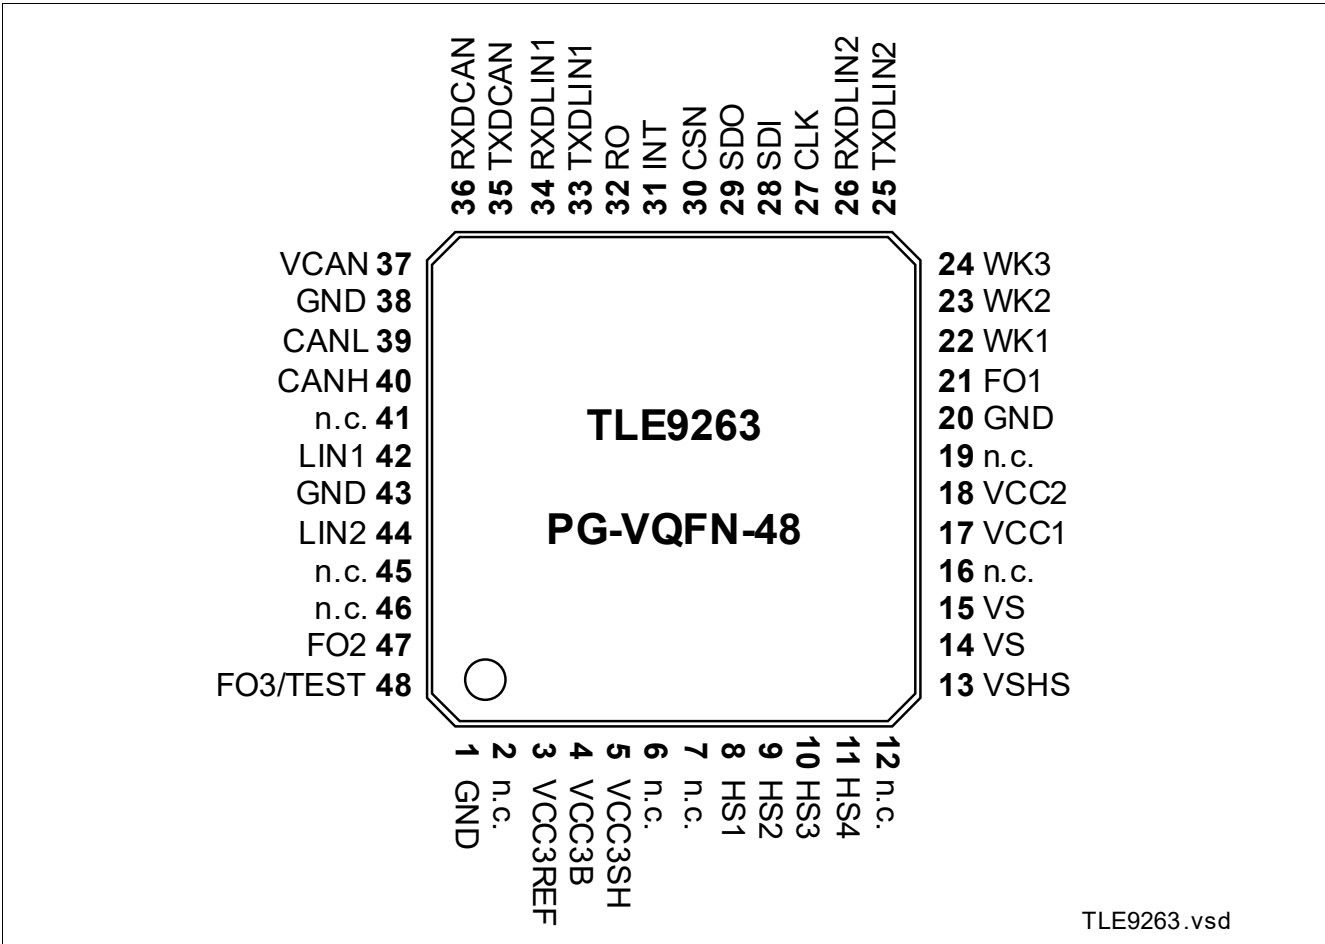 36 RXDCAN
35 TXDCAN
34 RXDLIN1
33 TXDLIN1
32 RO
31 INT
30 CSN
29 SDO
28 SDI
27 CLK
26 RXDLIN2
25 TXDLIN2
VCAN 37
GND 38
CANL 39
CANH 40
n.c. 41
LIN1 42
GND 43
LIN2 44
n.c. 45
n.c. 46
FO2 47
FO3/TEST 48
TLE9263
PG-VQFN-48
24 WK3
23 WK2
22 WK1
21 FO1
20 GND
19 n.c.
18 VCC2
17 VCC1
16 n.c.
15 VS
14 VS
13 VSHS
1 GND
2 n.c.
3 VCC3REF
4 VCC3B
5 VCC3SH
6 n.c.
7 n.c.
8 HS1
9 HS2
10 HS3
11 HS4
12 n.c.
TLE9263.vsd